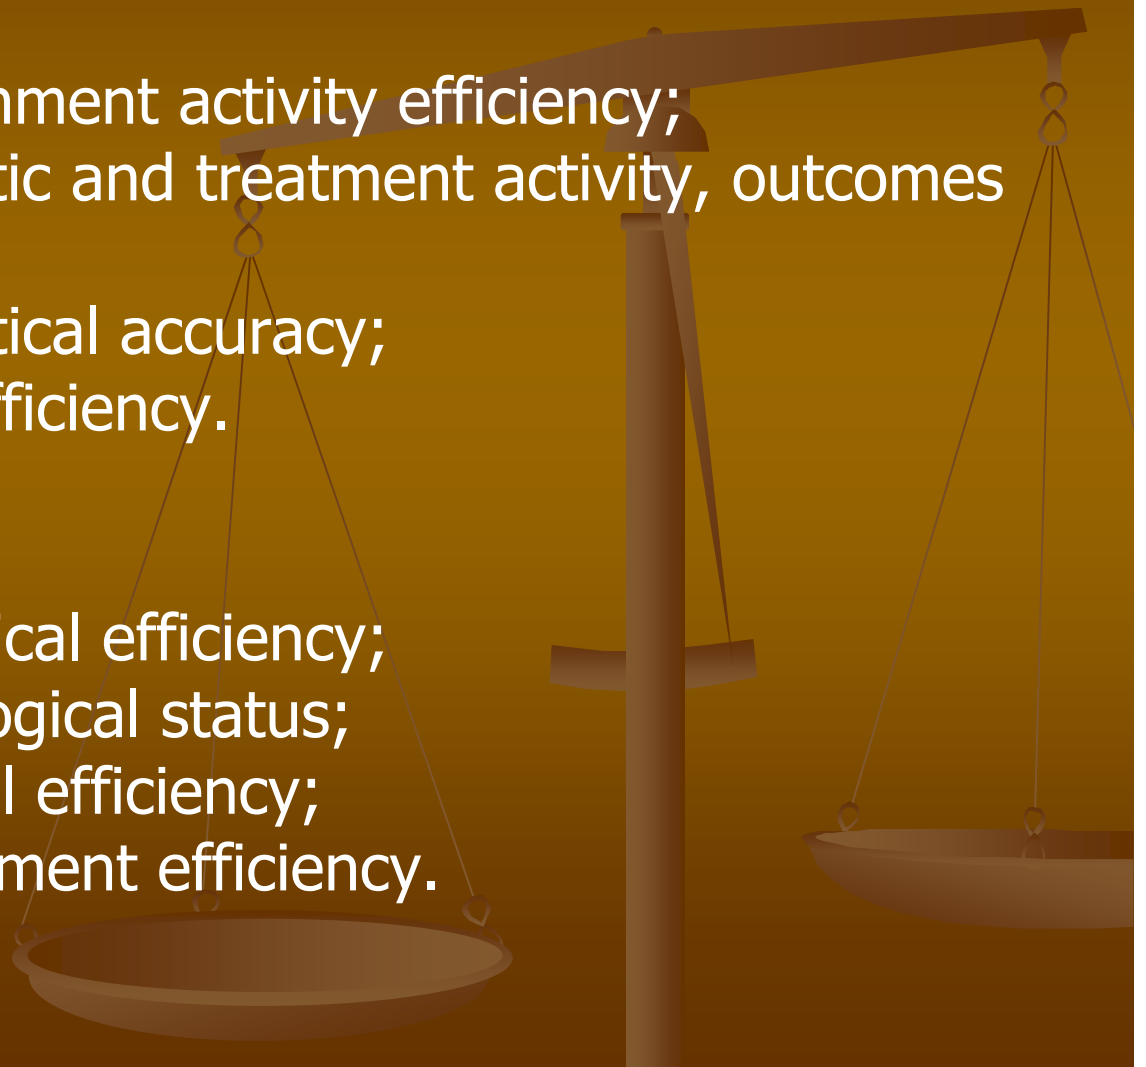 nment activity efficiency;
tic and treatment activity, outcomes
tical accuracy;
fficiency.
ical efficiency;
ogical status;
l efficiency;
ment efficiency.